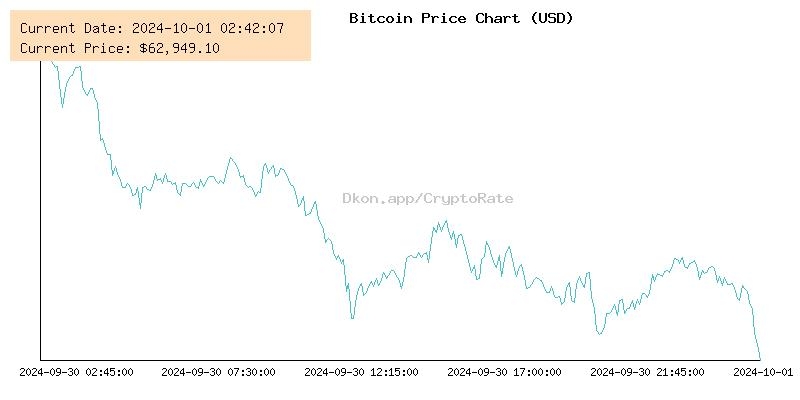 Bitcoin Price Chart (USD)
Current Date: 2024-10-01 02:42:07
Current Price: $62,949.10
Dkon.app/CryptoRate
2024-09-30 02:45:00 2024-09-30 07:30:00 2024-09-30 12:15:00 2024-09-30 17:00:00 2024-09-30 21:45:00 2024-10-01